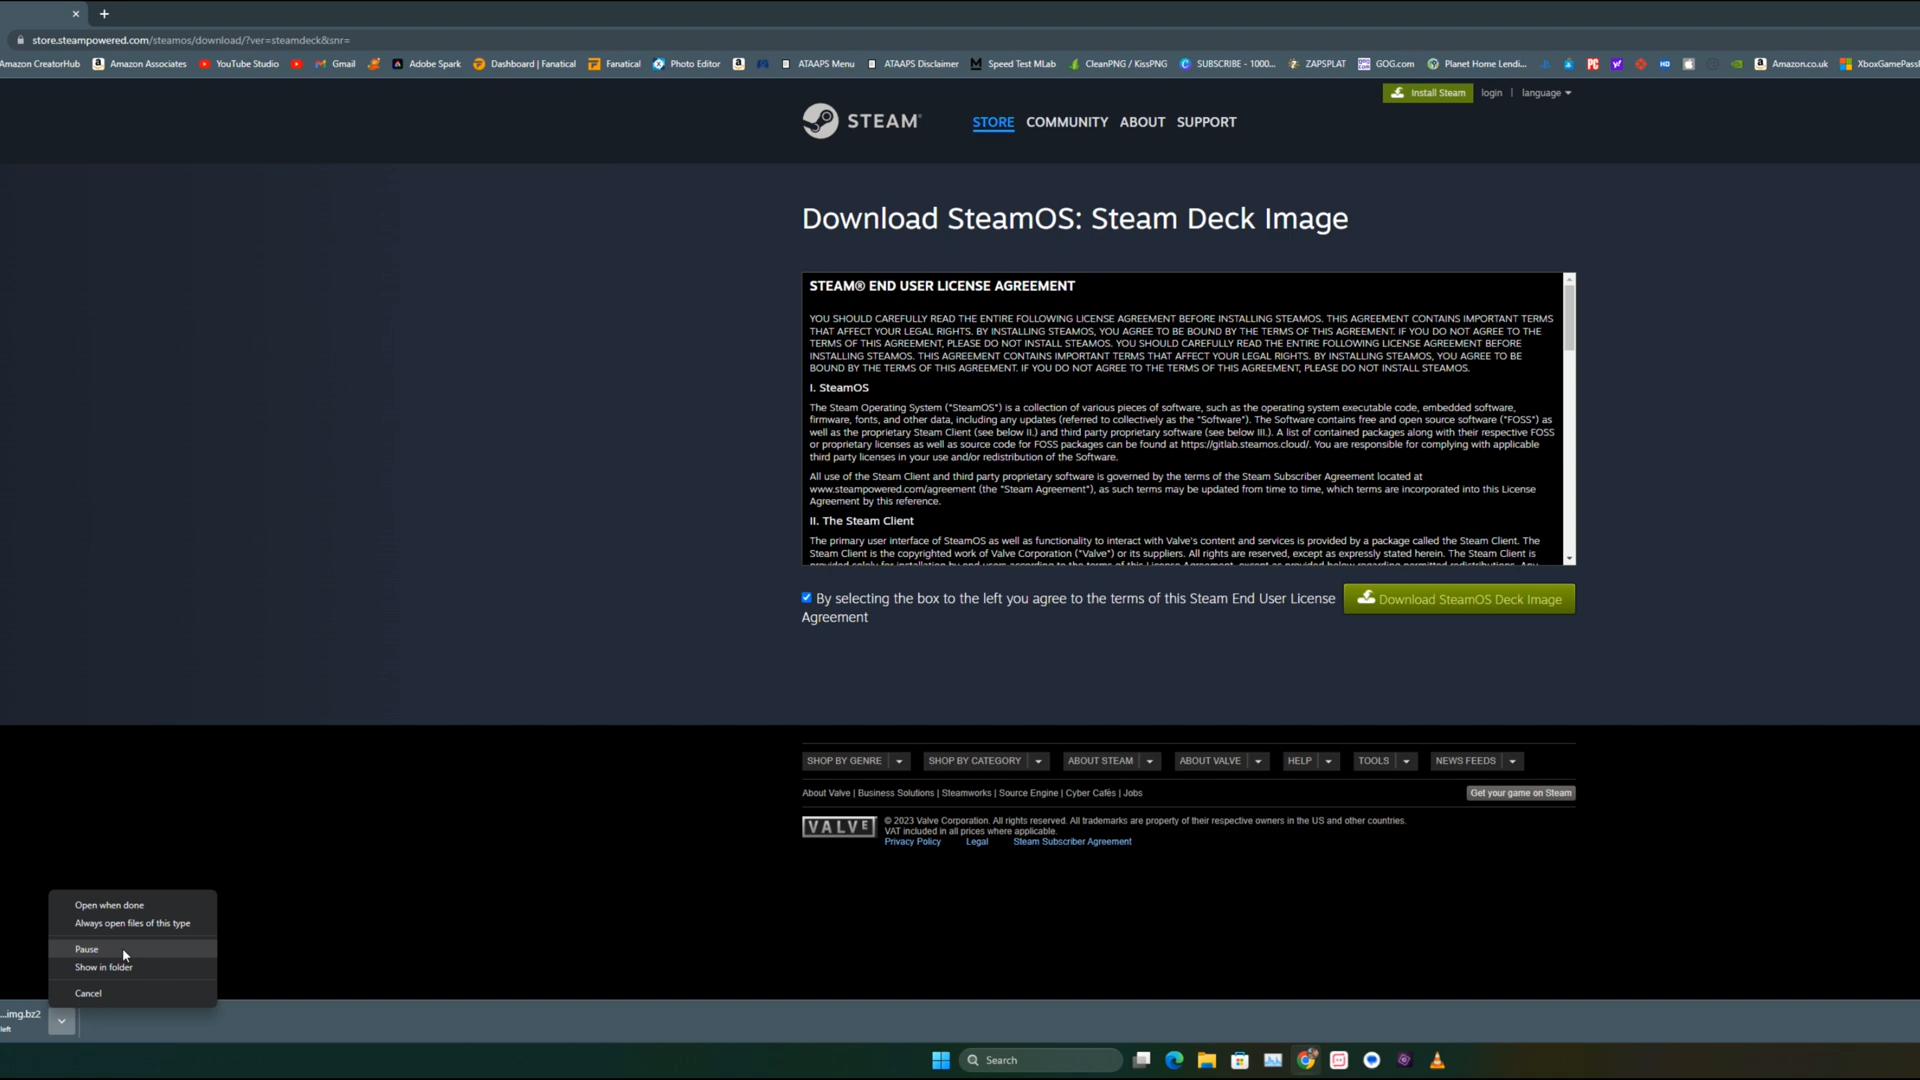 store.steampowered.com/steamos/download/?ver=steamdeck&snr=
Amazon CreatorHub Amazon Associates YouTube Studio Gmail Adobe Spark Dashboard | Fanatical Fanatical Photo Editor ATAAPS Menu ATAAPS Disclaimer Speed Test MLab CleanPNG / KissPNG SUBSCRIBE - 1000... ZAPSPLAT GOG.com Planet Home Lendi... Amazon.co.uk XboxGamePass
Install Steam login | language
STEAM STORE COMMUNITY ABOUT SUPPORT
Download SteamOS: Steam Deck Image
STEAM® END USER LICENSE AGREEMENT
YOU SHOULD CAREFULLY READ THE ENTIRE FOLLOWING LICENSE AGREEMENT BEFORE INSTALLING STEAMOS. THIS AGREEMENT CONTAINS IMPORTANT TERMS
THAT AFFECT YOUR LEGAL RIGHTS. BY INSTALLING STEAMOS, YOU AGREE TO BE BOUND BY THE TERMS OF THIS AGREEMENT. IF YOU DO NOT AGREE TO THE
TERMS OF THIS AGREEMENT, PLEASE DO NOT INSTALL STEAMOS. YOU SHOULD CAREFULLY READ THE ENTIRE FOLLOWING LICENSE AGREEMENT BEFORE
INSTALLING STEAMOS. THIS AGREEMENT CONTAINS IMPORTANT TERMS THAT AFFECT YOUR LEGAL RIGHTS. BY INSTALLING STEAMOS, YOU AGREE TO BE
BOUND BY THE TERMS OF THIS AGREEMENT. IF YOU DO NOT AGREE TO THE TERMS OF THIS AGREEMENT, PLEASE DO NOT INSTALL STEAMOS.
I. SteamOS
The Steam Operating System ("SteamOS") is a collection of various pieces of software, such as the operating system executable code, embedded software,
firmware, fonts, and other data, including any updates (referred to collectively as the "Software"). The Software contains free and open source software ("FOSS") as
well as the proprietary Steam Client (see below II.) and third party proprietary software (see below III.). A list of contained packages along with their respective FOSS
or proprietary licenses as well as source code for FOSS packages can be found at https://gitlab.steamos.cloud/. You are responsible for complying with applicable
third party licenses in your use and/or redistribution of the Software.
All use of the Steam Client and third party proprietary software is governed by the terms of the Steam Subscriber Agreement located at
www.steampowered.com/agreement (the "Steam Agreement"), as such terms may be updated from time to time, which terms are incorporated into this License
Agreement by this reference.
II. The Steam Client
The primary user interface of SteamOS as well as functionality to interact with Valve's content and services is provided by a package called the Steam Client. The
Steam Client is the copyrighted work of Valve Corporation ("Valve") or its suppliers. All rights are reserved, except as expressly stated herein. The Steam Client is
provided solely for installation by end users according to the terms of this License Agreement, except as provided below regarding permitted redistributions. Any
By selecting the box to the left you agree to the terms of this Steam End User License
Agreement
Download SteamOS Deck Image
SHOP BY GENRE SHOP BY CATEGORY ABOUT STEAM ABOUT VALVE HELP TOOLS NEWS FEEDS
About Valve | Business Solutions | Steamworks | Source Engine | Cyber Cafés | Jobs
Get your game on Steam
VALVE
© 2023 Valve Corporation. All rights reserved. All trademarks are property of their respective owners in the US and other countries.
VAT included in all prices where applicable.
Privacy Policy Legal Steam Subscriber Agreement
Open when done
Always open files of this type
Pause
Show in folder
Cancel
...img.bz2
left
Search